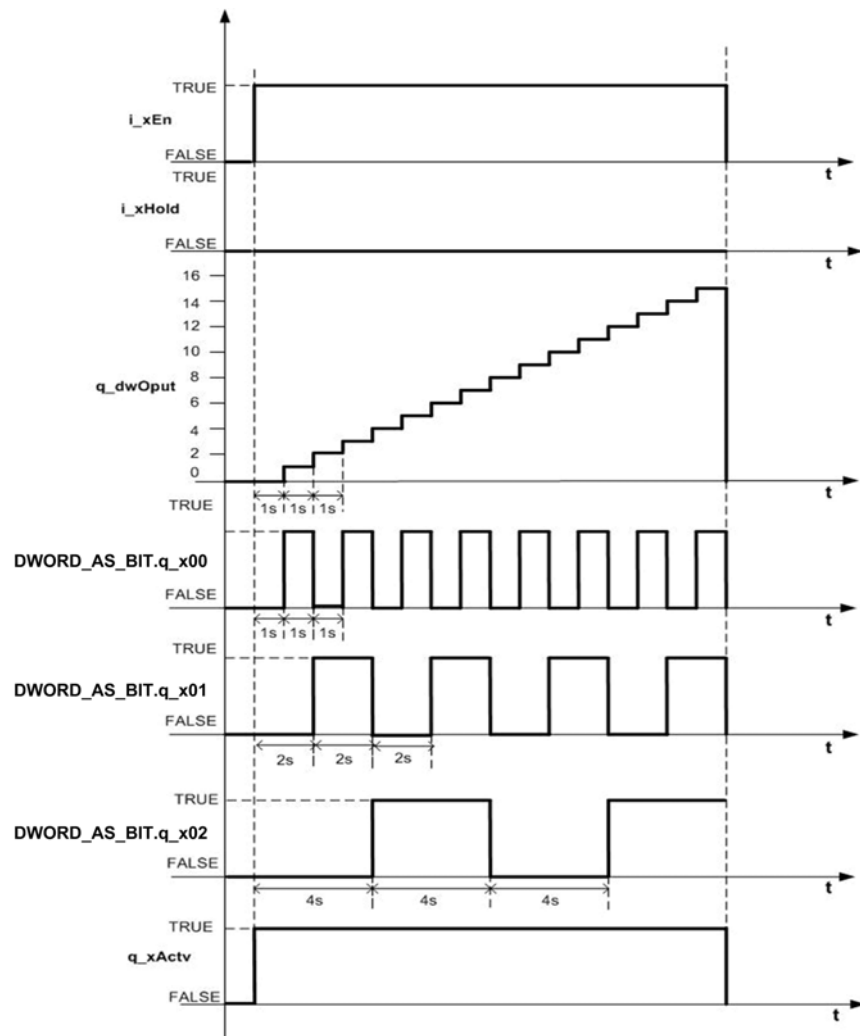 TRUE
i_xEn
FALSE
t
TRUE
i_xHold
FALSE
t
16
14
12
10
8
q_dwOput
6
4
2
0
t
1s 1s 1s
TRUE
DWORD_AS_BIT.q_x00
FALSE
t
1s 1s 1s
TRUE
DWORD_AS_BIT.q_x01
FALSE
t
2s 2s 2s
TRUE
DWORD_AS_BIT.q_x02
FALSE
t
4s 4s 4s
TRUE
q_xActv
FALSE
t